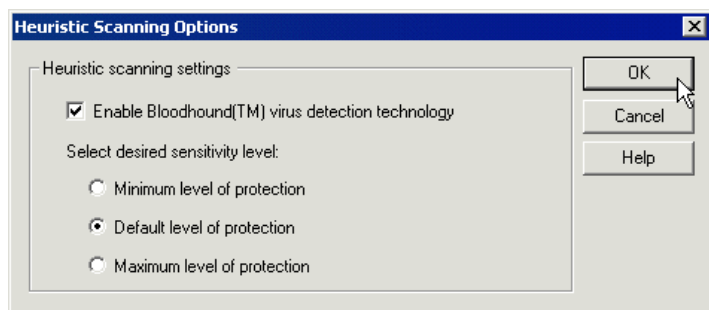 Heuristic Scanning Options
Heuristic scanning settings
Enable Bloodhound(TM) virus detection technology
Select desired sensitivity level:
Minimum level of protection
Default level of protection
Maximum level of protection
OK
Cancel
Help